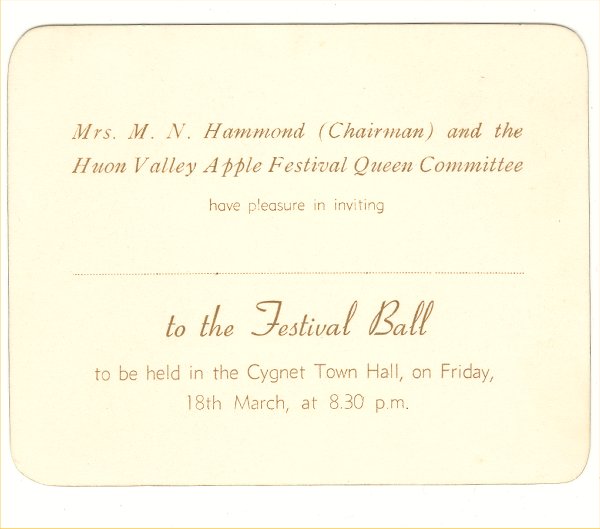 Mrs. M. N. Hammond (Chairman) and the
Huon Valley Apple Festival Queen Committee
have pleasure in inviting
to the Festival Ball
to be held in the Cygnet Town Hall, on Friday,
18th March, at 8.30 p.m.